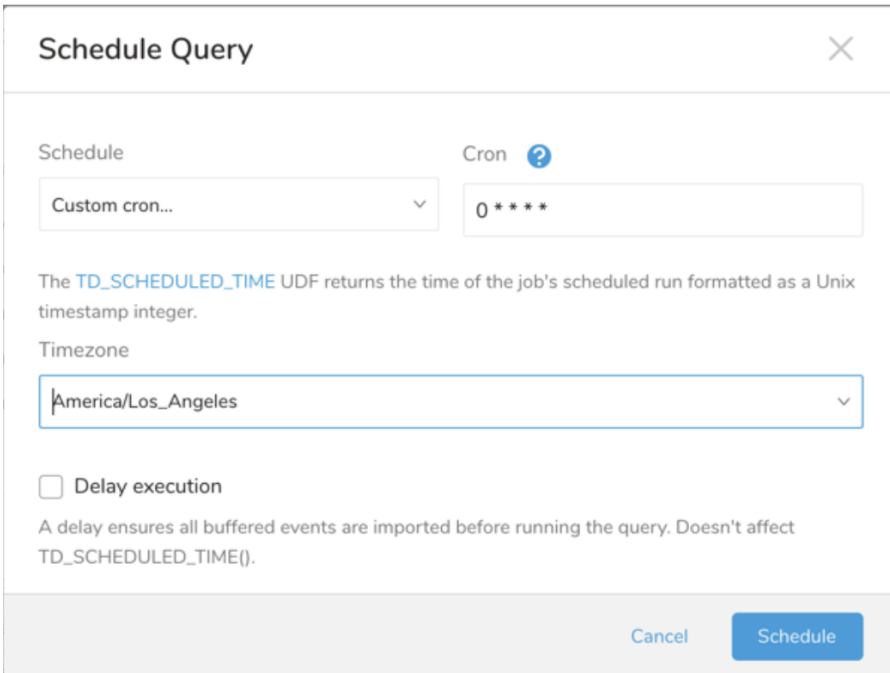 Schedule Query
Schedule
Cron ?
Custom cron...
0 * * * *
The TD_SCHEDULED_TIME UDF returns the time of the job's scheduled run formatted as a Unix
timestamp integer.
Timezone
America/Los_Angeles
Delay execution
A delay ensures all buffered events are imported before running the query. Doesn't affect
TD_SCHEDULED_TIME().
Cancel
Schedule